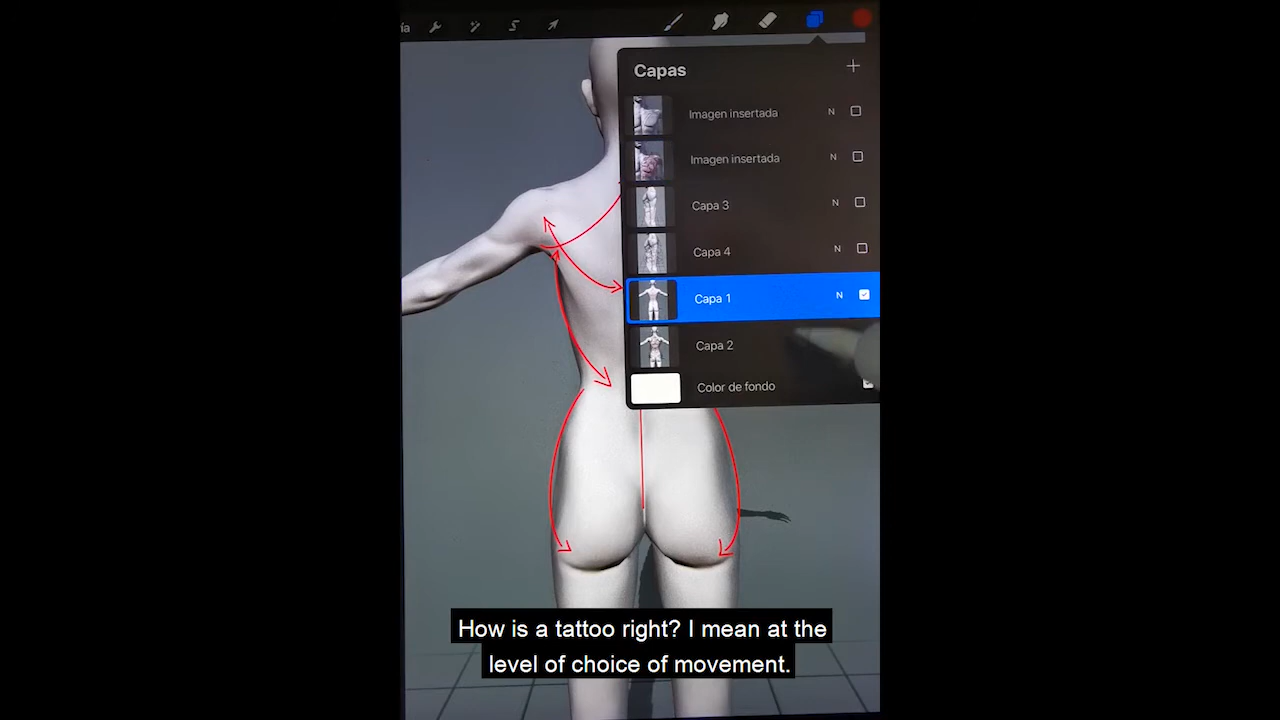 ía
Capas
Imagen insertada N
Imagen insertada N
Capa 3 N
Capa 4 N
Capa 1 N
Capa 2
Color de fondo
How is a tattoo right? I mean at the
level of choice of movement.